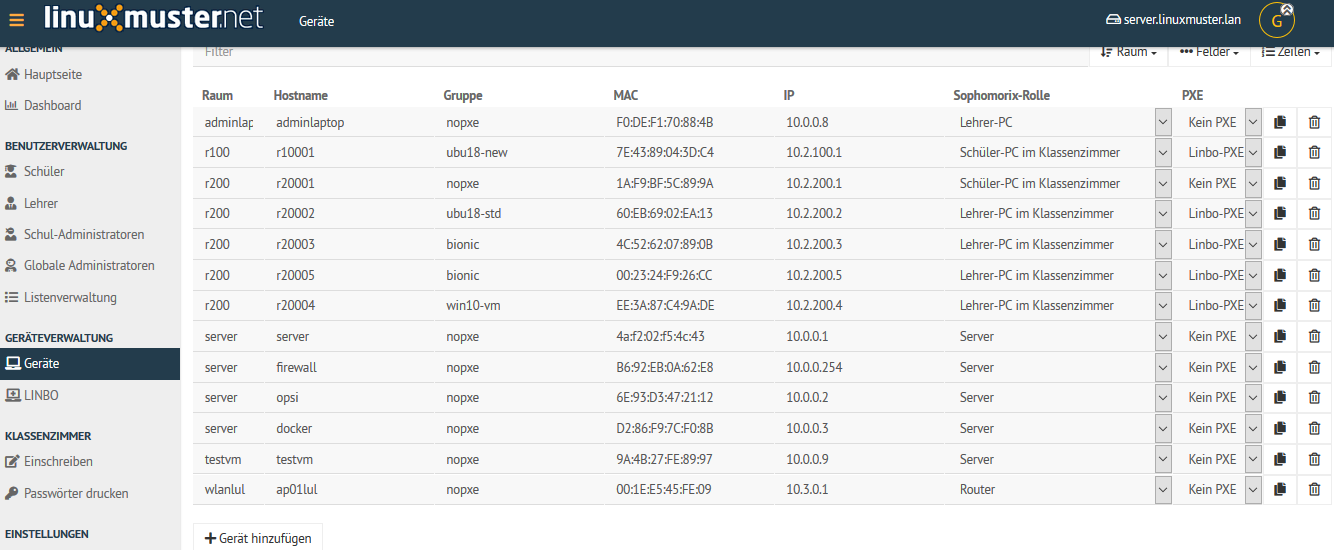 linuxmuster.net Geräte server.linuxmuster.lan G
ALLGEMEIN
Hauptseite
Dashboard
BENUTZERVERWALTUNG
Schüler
Lehrer
Schul-Administratoren
Globale Administratoren
Listenverwaltung
GERÄTEVERWALTUNG
Geräte
LINBO
KLASSENZIMMER
Einschreiben
Passwörter drucken
EINSTELLUNGEN
Filter Raum Felder Zeilen
Raum Hostname Gruppe MAC IP Sophomorix-Rolle PXE
adminlap adminlaptop nopxe F0:DE:F1:70:88:4B 10.0.0.8 Lehrer-PC Kein PXE
r100 r10001 ubu18-new 7E:43:89:04:3D:C4 10.2.100.1 Schüler-PC im Klassenzimmer Linbo-PXE
r200 r20001 nopxe 1A:F9:BF:5C:89:9A 10.2.200.1 Schüler-PC im Klassenzimmer Kein PXE
r200 r20002 ubu18-std 60:EB:69:02:EA:13 10.2.200.2 Lehrer-PC im Klassenzimmer Linbo-PXE
r200 r20003 bionic 4C:52:62:07:89:0B 10.2.200.3 Lehrer-PC im Klassenzimmer Linbo-PXE
r200 r20005 bionic 00:23:24:F9:26:CC 10.2.200.5 Lehrer-PC im Klassenzimmer Linbo-PXE
r200 r20004 win10-vm EE:3A:87:C4:9A:DE 10.2.200.4 Lehrer-PC im Klassenzimmer Linbo-PXE
server server nopxe 4a:f2:02:f5:4c:43 10.0.0.1 Server Kein PXE
server firewall nopxe B6:92:EB:0A:62:E8 10.0.0.254 Server Kein PXE
server opsi nopxe 6E:93:D3:47:21:12 10.0.0.2 Server Kein PXE
server docker nopxe D2:86:F9:7C:F0:8B 10.0.0.3 Server Kein PXE
testvm testvm nopxe 9A:4B:27:FE:89:97 10.0.0.9 Server Kein PXE
wlanlul ap01lul nopxe 00:1E:E5:45:FE:09 10.3.0.1 Router Kein PXE
Gerät hinzufügen